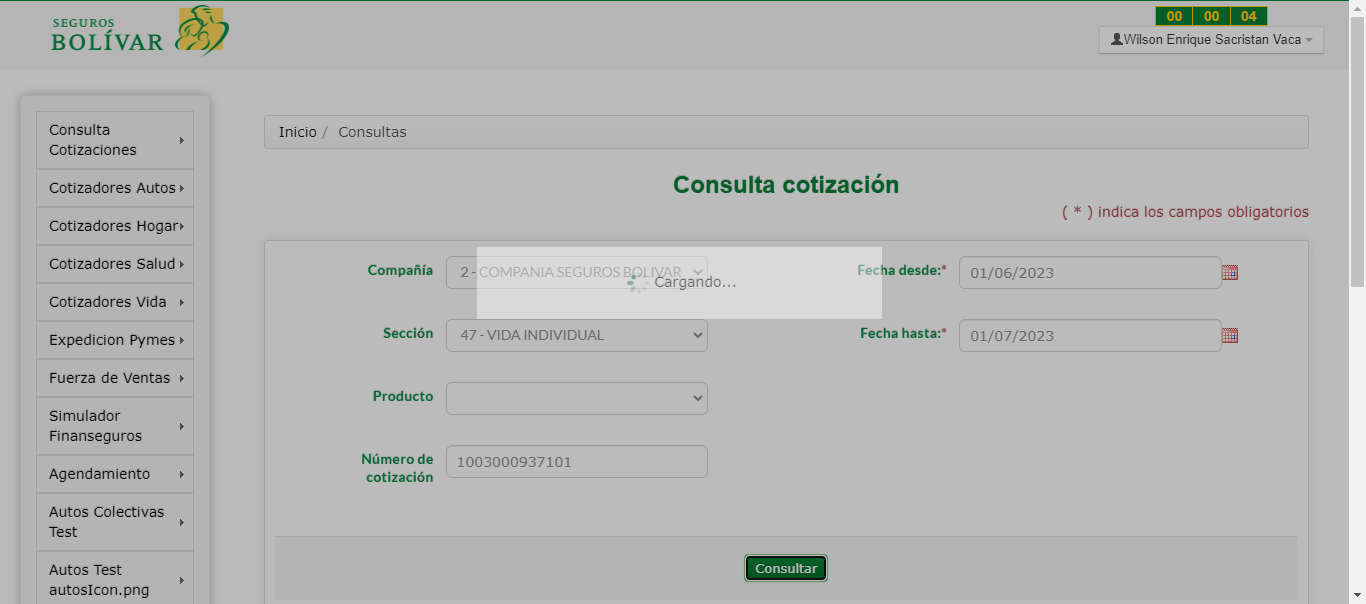 SEGUROS
BOLÍVAR
00 00 04
Wilson Enrique Sacristan Vaca
Consulta
Cotizaciones
Cotizadores Autos
Cotizadores Hogar
Cotizadores Salud
Cotizadores Vida
Expedicion Pymes
Fuerza de Ventas
Simulador
Finanseguros
Agendamiento
Autos Colectivas
Test
Autos Test
autosIcon.png
Inicio / Consultas
Consulta cotización
( * ) indica los campos obligatorios
Compañía
2 - COMPANIA SEGUROS BOLIVAR
Fecha desde:*
01/06/2023
Cargando...
Sección
47 - VIDA INDIVIDUAL
Fecha hasta:*
01/07/2023
Producto
Número de
cotización
1003000937101
Consultar